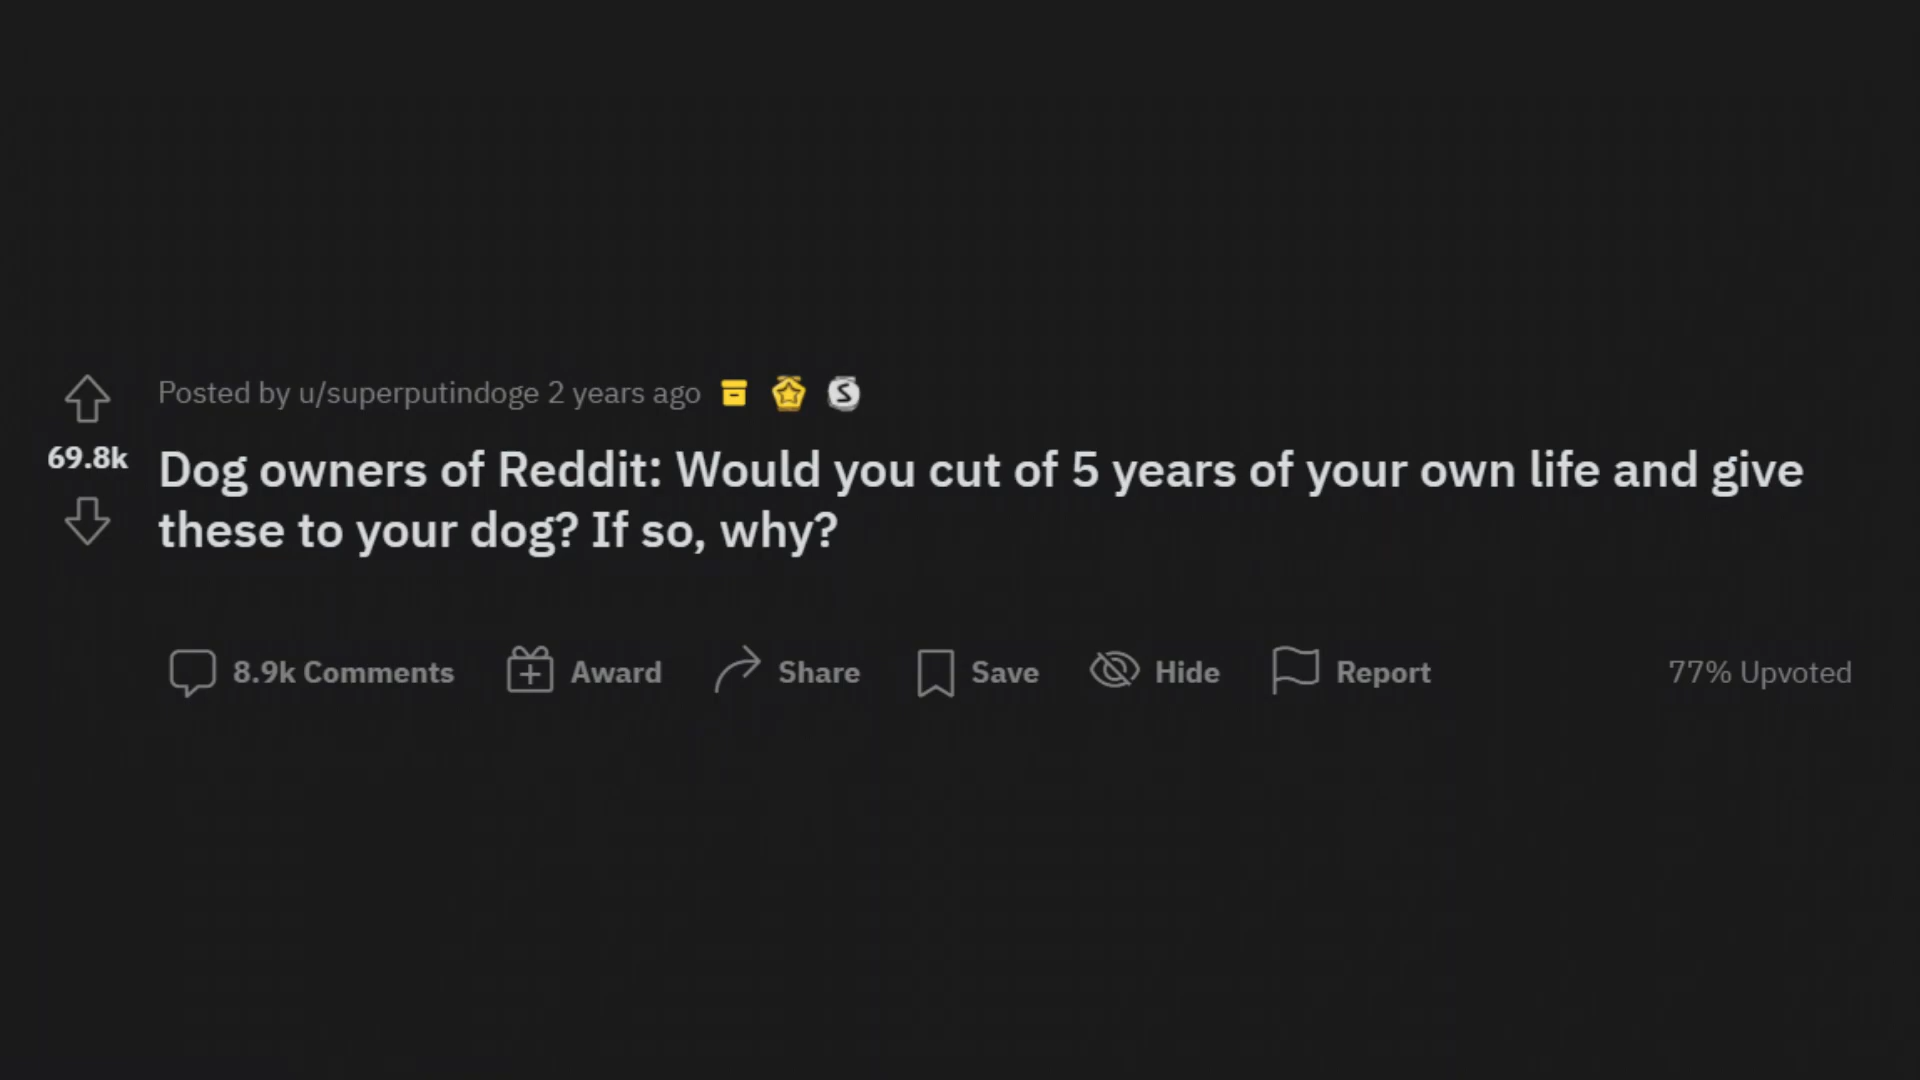 Posted by u/superputindoge 2 years ago
69.8k
Dog owners of Reddit: Would you cut of 5 years of your own life and give
these to your dog? If so, why?
8.9k Comments Award Share Save Hide Report 77% Upvoted